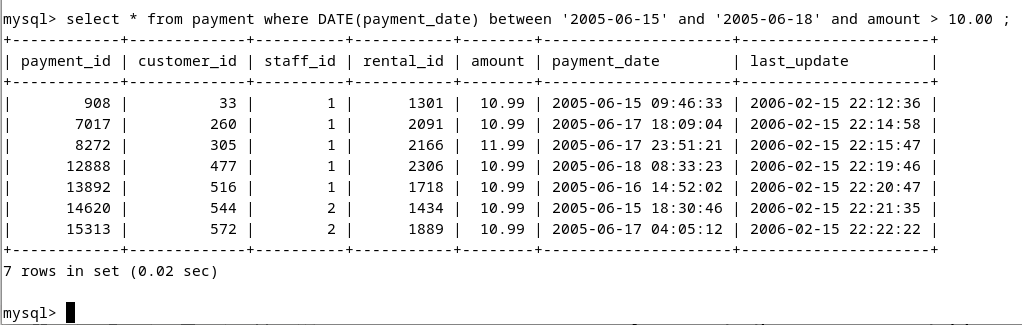 mysql> select * from payment where DATE(payment_date) between '2005-06-15' and '2005-06-18' and amount > 10.00 ;
+------------+-------------+----------+-----------+--------+---------------------+---------------------+
| payment_id | customer_id | staff_id | rental_id | amount | payment_date        | last_update         |
+------------+-------------+----------+-----------+--------+---------------------+---------------------+
|        908 |          33 |        1 |      1301 |  10.99 | 2005-06-15 09:46:33 | 2006-02-15 22:12:36 |
|       7017 |         260 |        1 |      2091 |  10.99 | 2005-06-17 18:09:04 | 2006-02-15 22:14:58 |
|       8272 |         305 |        1 |      2166 |  11.99 | 2005-06-17 23:51:21 | 2006-02-15 22:15:47 |
|      12888 |         477 |        1 |      2306 |  10.99 | 2005-06-18 08:33:23 | 2006-02-15 22:19:46 |
|      13892 |         516 |        1 |      1718 |  10.99 | 2005-06-16 14:52:02 | 2006-02-15 22:20:47 |
|      14620 |         544 |        2 |      1434 |  10.99 | 2005-06-15 18:30:46 | 2006-02-15 22:21:35 |
|      15313 |         572 |        2 |      1889 |  10.99 | 2005-06-17 04:05:12 | 2006-02-15 22:22:22 |
+------------+-------------+----------+-----------+--------+---------------------+---------------------+
7 rows in set (0.02 sec)
mysql>